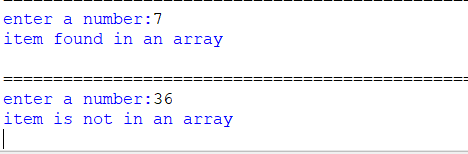 enter a number:7
item found in an array
==================================================
enter a number:36
item is not in an array